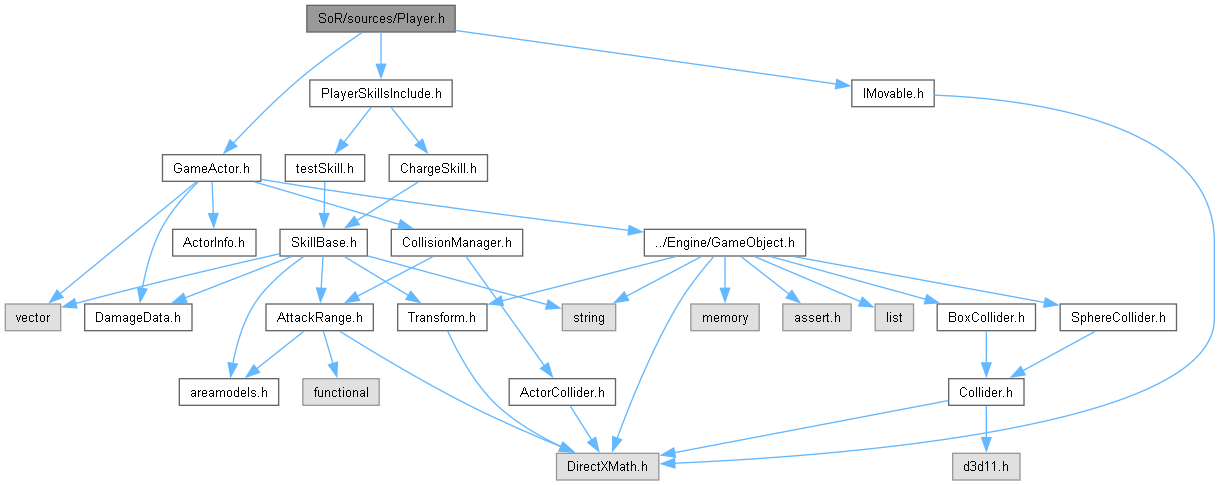 SoR/sources/Player.h
PlayerSkillsInclude.h
IMovable.h
GameActor.h
testSkill.h
ChargeSkill.h
ActorInfo.h
SkillBase.h
CollisionManager.h
../Engine/GameObject.h
vector
DamageData.h
AttackRange.h
Transform.h
string
memory
assert.h
list
BoxCollider.h
SphereCollider.h
areamodels.h
functional
ActorCollider.h
Collider.h
DirectXMath.h
d3d11.h